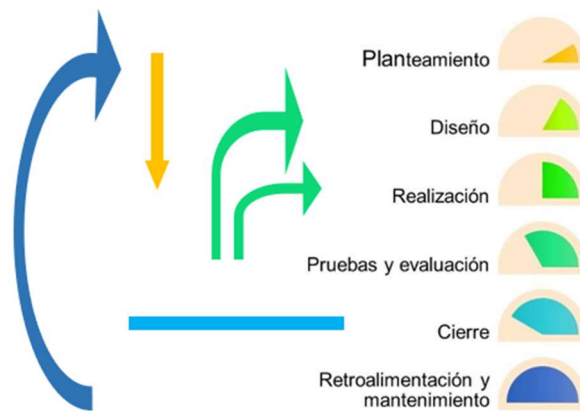 Planteamiento
Diseño
Realización
Pruebas y evaluación
Cierre
Retroalimentación y
mantenimiento